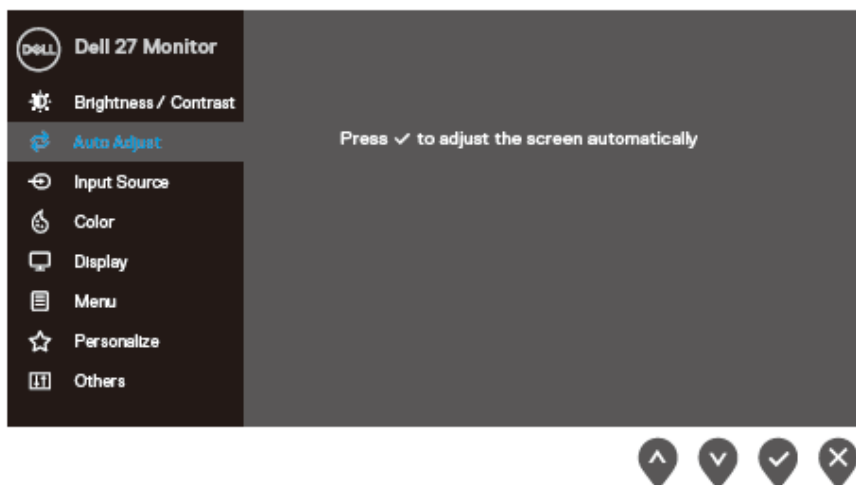 DELL
Dell 27 Monitor
Brightness / Contrast
Auto Adjust
Press ✓ to adjust the screen automatically
Input Source
Color
Display
Menu
Personalize
Others